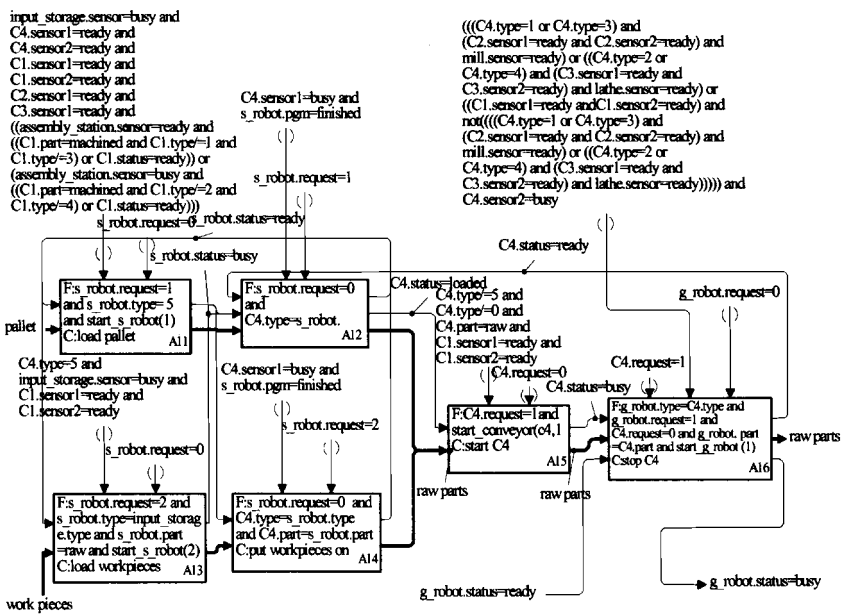 input_storage.sensor=busy and
C4.sensor1=ready and
C4.sensor2=ready and
C1.sensor1=ready and
C1.sensor2=ready and
C2.sensor1=ready and
C3.sensor1=ready and
((assembly_station.sensor=ready and
((C1.part=machined and C1.type/=1 and
C1.type/=3) or C1.status=ready)) or
(assembly_station.sensor=busy and
((C1.part=machined and C1.type/=2 and
C1.type/=4) or C1.status=ready)))
s_robot.request=0
s_robot.status=ready
s_robot.status=busy
C4.sensor1=busy and
s_robot.pgm=finished
s_robot.request=1
(((C4.type=1 or C4.type=3) and
(C2.sensor1=ready and C2.sensor2=ready) and
mill.sensor=ready) or ((C4.type=2 or
C4.type=4) and (C3.sensor1=ready and
C3.sensor2=ready) and lathe.sensor=ready) or
((C1.sensor1=ready andC1.sensor2=ready) and
not((((C4.type=1 or C4.type=3) and
(C2.sensor1=ready and C2.sensor2=ready) and
mill.sensor=ready) or ((C4.type=2 or
C4.type=4) and (C3.sensor1=ready and
C3.sensor2=ready) and lathe.sensor=ready))))) and
C4.sensor2=busy
C4.status=ready
pallet
F:s_robot.request=1
and s_robot.type= 5
and start_s_robot(1)
C:load pallet
A11
F:s_robot.request=0
and
C4.type=s_robot.
A12
C4.status=loaded
C4.type/=5 and
C4.type/=0 and
C4.part=raw and
C1.sensor1=ready and
C1.sensor2=ready
C4.request=0
C4.status=busy
g_robot.request=0
C4.request=1
C4.type=5 and
input_storage.sensor=busy and
C1.sensor1=ready and
C1.sensor2=ready
s_robot.request=0
C4.sensor1=busy and
s_robot.pgm=finished
s_robot.request=2
F:C4.request=1and
start_conveyor(c4,1
C:start C4
A15
F:g_robot.type=C4.type and
g_robot.request=1 and
C4.request=0 and g_robot. part
=C4.part and start_g_robot (1)
C:stop C4
A16
raw parts
raw parts
raw parts
F:s_robot.request=2 and
s_robot.type=input_storag
e.type and s_robot.part
=raw and start_s_robot(2)
C:load workpieces
A13
F:s_robot.request=0 and
C4.type=s_robot.type
and C4.part=s_robot.part
C:put workpieces on
A14
work pieces
g_robot.status=ready
g_robot.status=busy